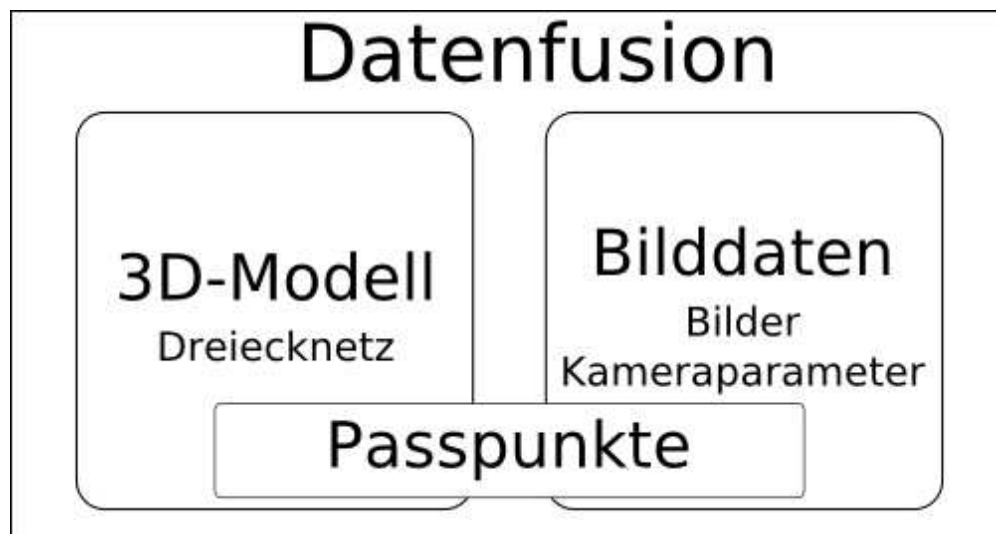 Datenfusion
3D-Modell
Dreiecknetz
Bilddaten
Bilder
Kameraparameter
Passpunkte